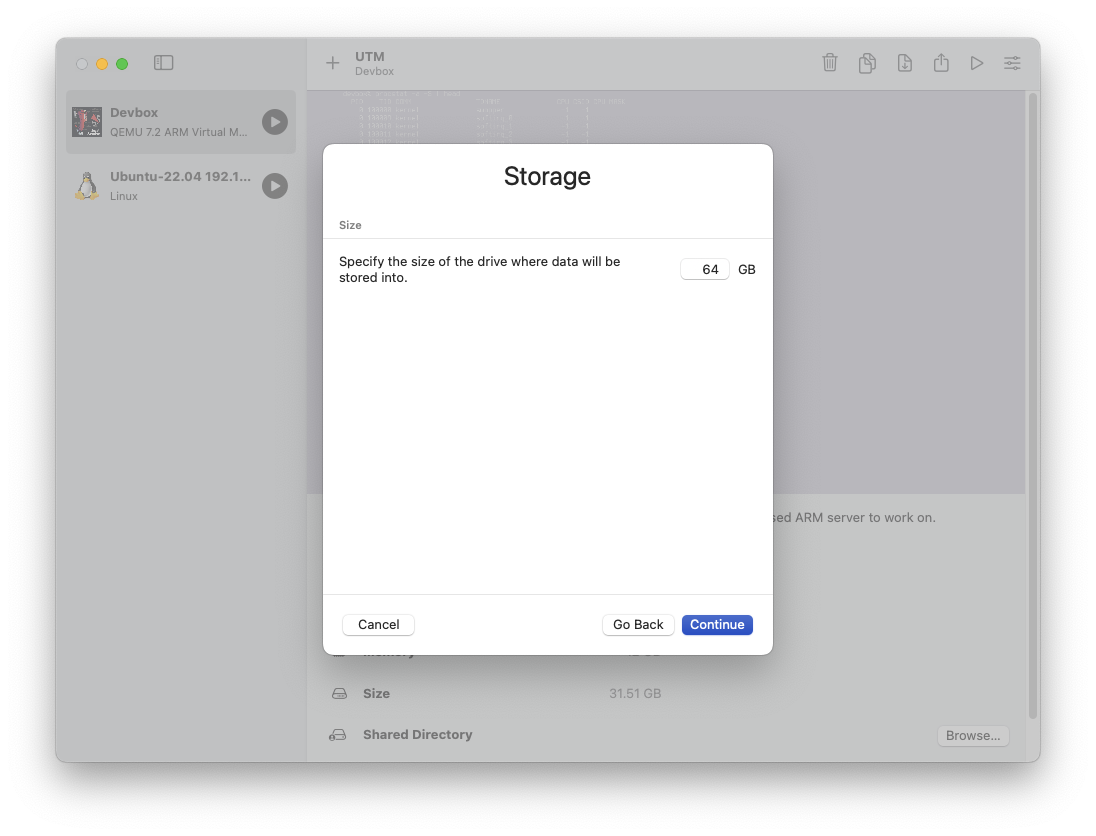 UTM
Devbox
Devbox
QEMU 7.2 ARM Virtual M...
Ubuntu-22.04 192.1...
Linux
Storage
Size
Specify the size of the drive where data will be
stored into.
64 GB
Cancel
Go Back
Continue
sed ARM server to work on.
Memory
Size
31.51 GB
Shared Directory
Browse...